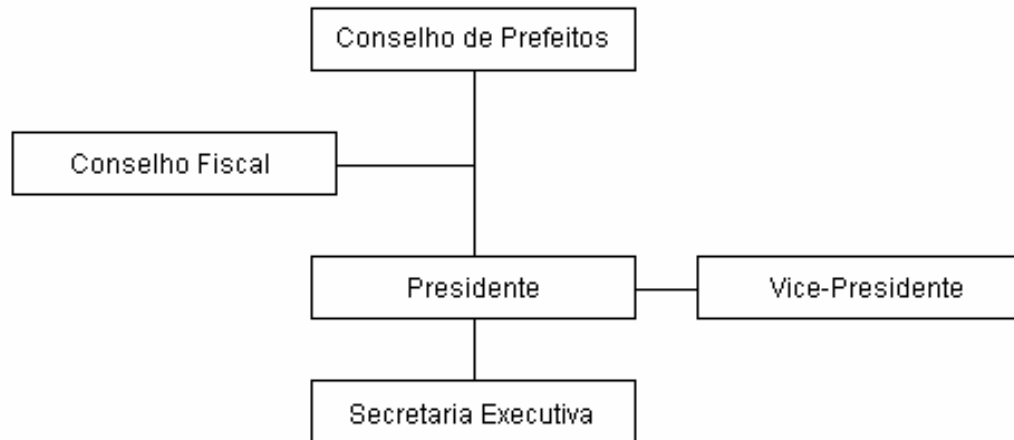 Conselho de Prefeitos
Conselho Fiscal
Presidente
Vice-Presidente
Secretaria Executiva